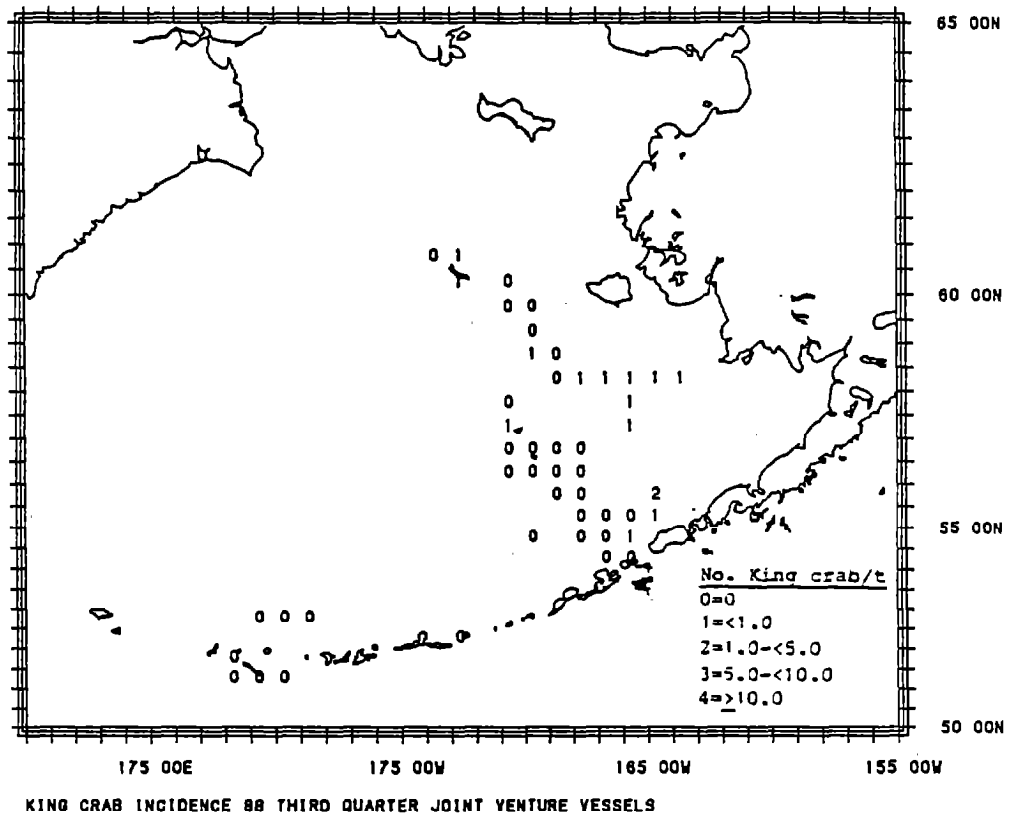 65 00N
0 1
0
60 00N
0 0
0
1 0
0 1 1 1 1 1
0 1
1 1
0 0 0 0
0 0 0 0
0 0 2
0 0 0 1
55 00N
0 0 0 1
0 0
0 0 0
0 0
0
0 0 0
No. King crab/t
0=0
1=<1.0
2=1.0-<5.0
3=5.0-<10.0
4=≥10.0
50 00N
175 00E 175 00W 165 00W 155 00W
KING CRAB INCIDENCE 88 THIRD QUARTER JOINT VENTURE VESSELS